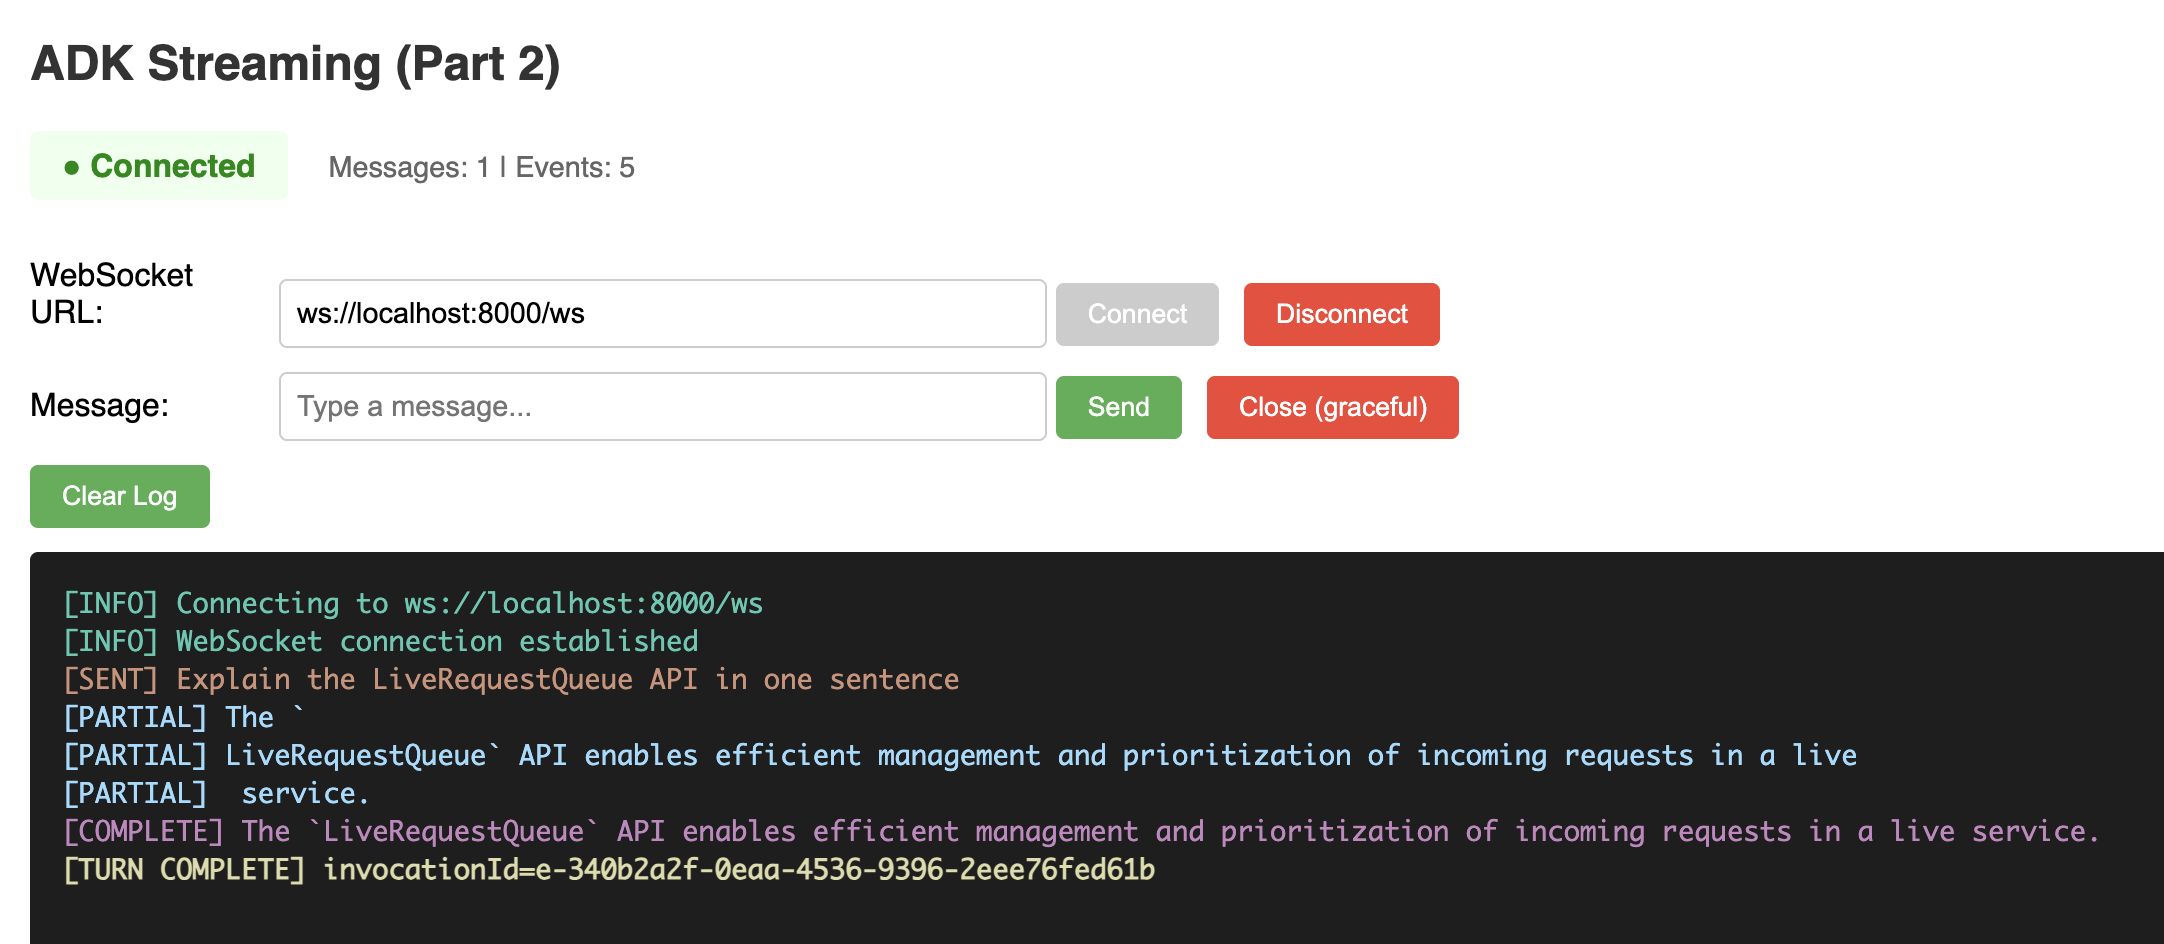 ADK Streaming (Part 2)
● Connected
Messages: 1 | Events: 5
WebSocket
URL:
ws://localhost:8000/ws
Connect
Disconnect
Message:
Type a message...
Send
Close (graceful)
Clear Log
[INFO] Connecting to ws://localhost:8000/ws
[INFO] WebSocket connection established
[SENT] Explain the LiveRequestQueue API in one sentence
[PARTIAL] The `
[PARTIAL] LiveRequestQueue` API enables efficient management and prioritization of incoming requests in a live
[PARTIAL]  service.
[COMPLETE] The `LiveRequestQueue` API enables efficient management and prioritization of incoming requests in a live service.
[TURN COMPLETE] invocationId=e-340b2a2f-0eaa-4536-9396-2eee76fed61b